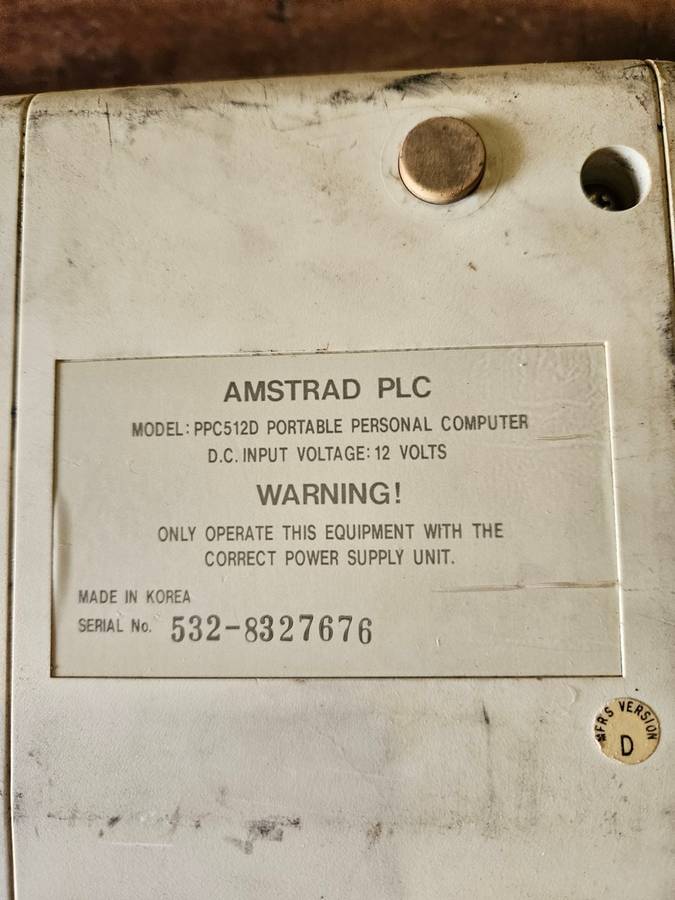 AMSTRAD PLC
MODEL: PPC512D PORTABLE PERSONAL COMPUTER
D.C. INPUT VOLTAGE: 12 VOLTS
WARNING!
ONLY OPERATE THIS EQUIPMENT WITH THE
CORRECT POWER SUPPLY UNIT.
MADE IN KOREA
SERIAL No. 532-8327676
MFRS VERSION
D